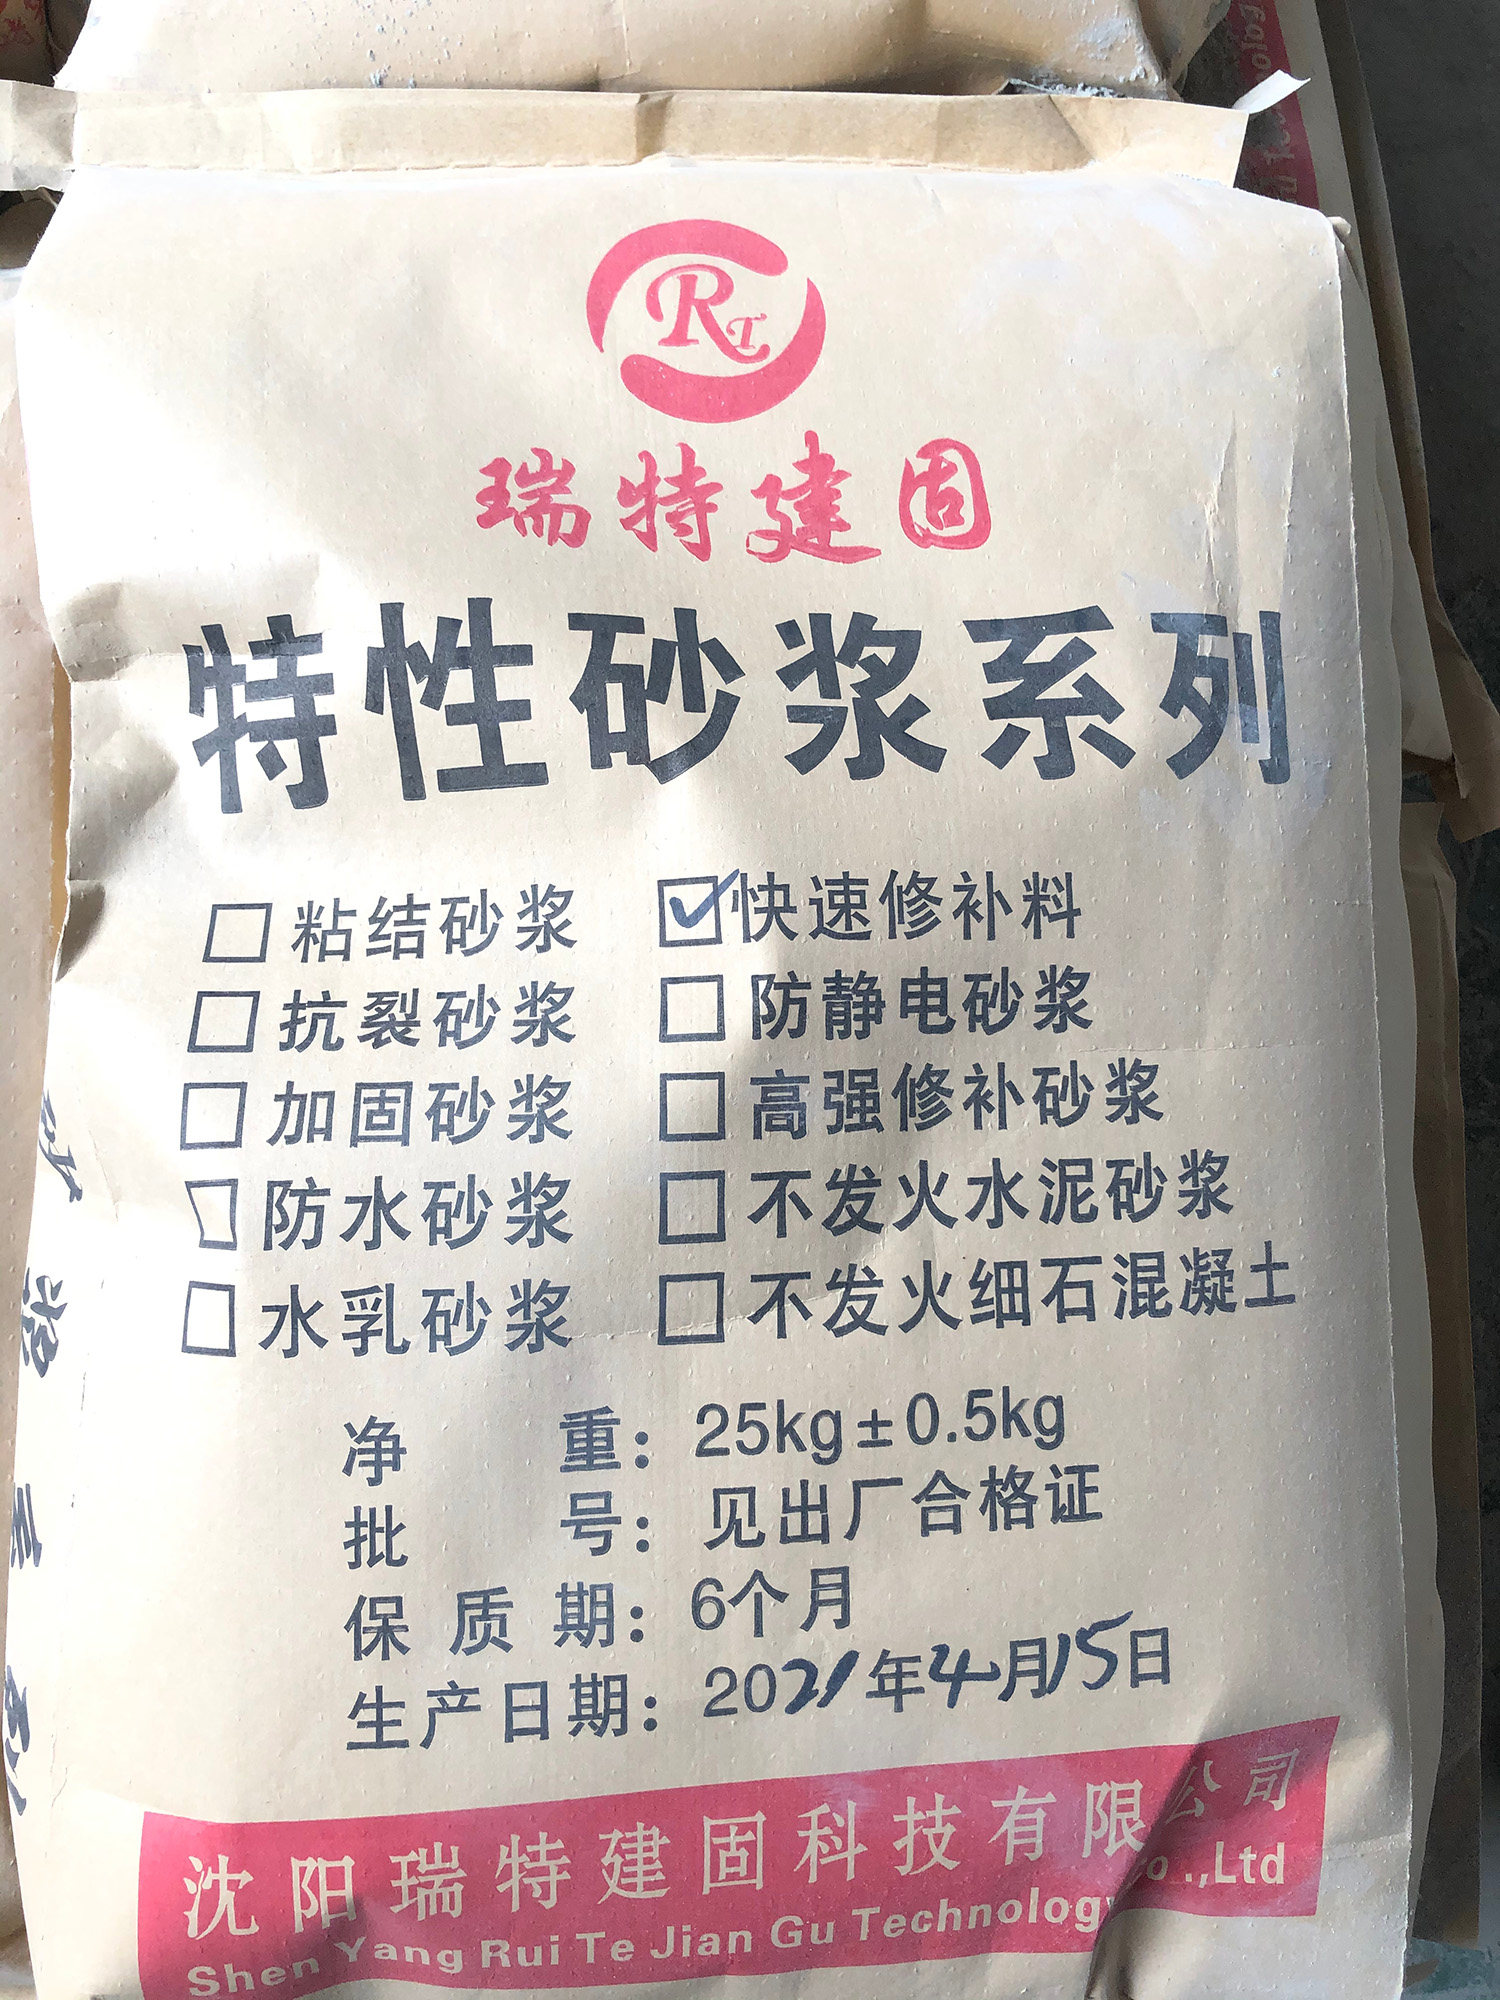 RT
瑞特建固
特性砂浆系列
粘结砂浆 ✓快速修补料
抗裂砂浆 防静电砂浆
加固砂浆 高强修补砂浆
防水砂浆 不发火水泥砂浆
水乳砂浆 不发火细石混凝土
净重：25kg±0.5kg
批号：见出厂合格证
保质期：6个月
生产日期：2021年4月15日
沈阳瑞特建固科技有限公司
Shen Yang Rui Te Jian Gu Technology Co.,Ltd